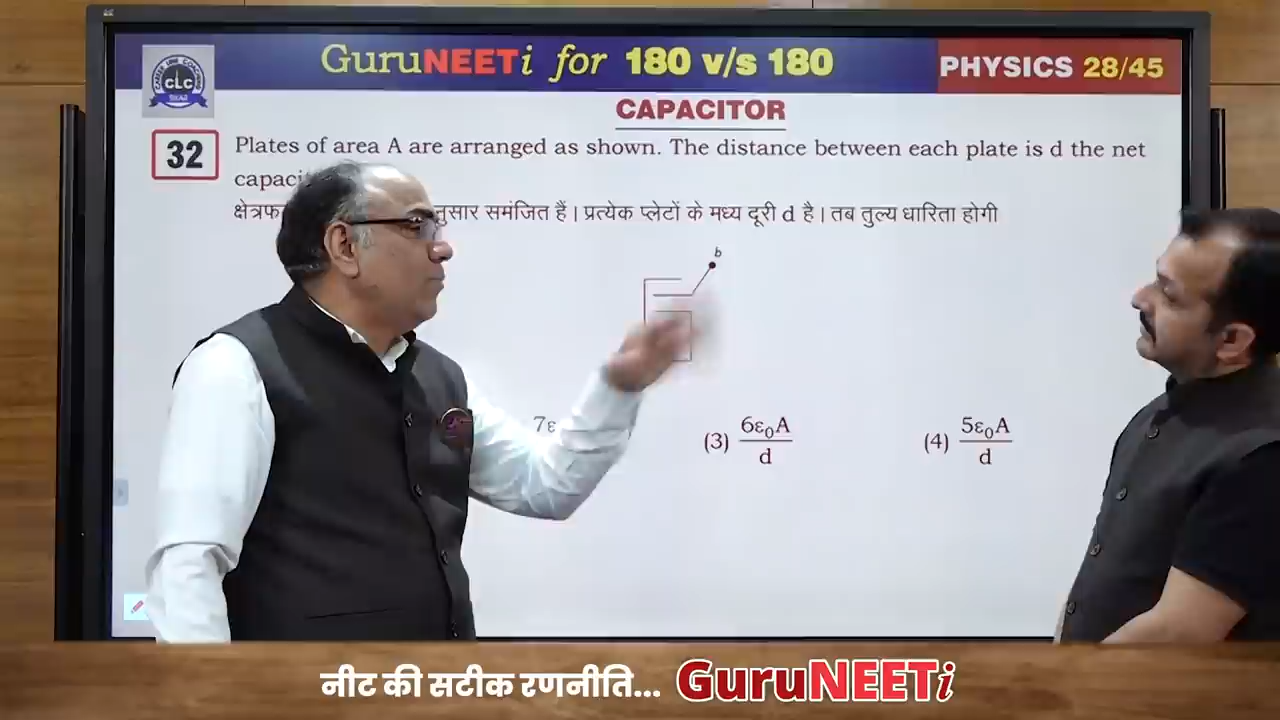 GuruNEETi for 180 v/s 180
PHYSICS 28/45
CLC
CAPACITOR
32
Plates of area A are arranged as shown. The distance between each plate is d the net
क्षेत्रफ नुसार समंजित हैं। प्रत्येक प्लेटों के मध्य दूरी d है। तब तुल्य धारिता होगी
b
7ε
(3) 6ε₀A/d
(4) 5ε₀A/d
नीट की सटीक रणनीति... GuruNEETi